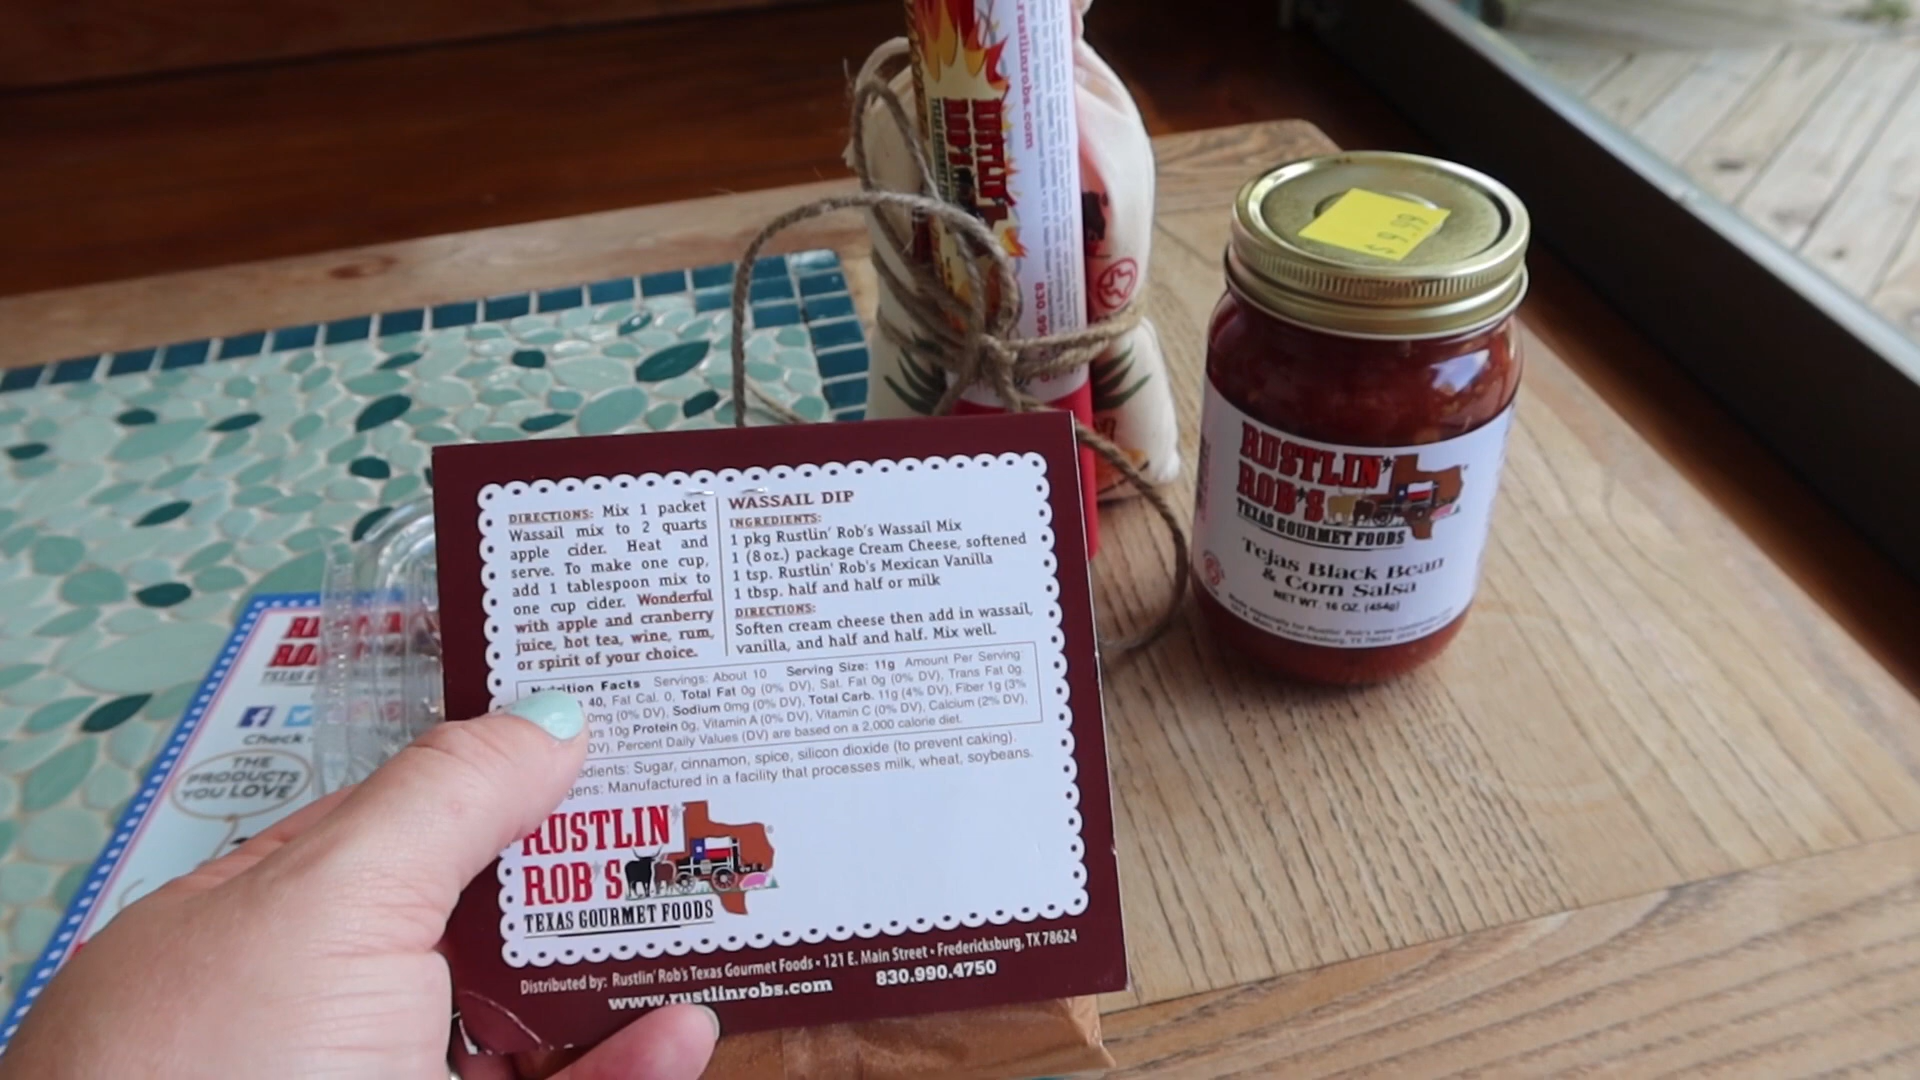 DIRECTIONS: Mix 1 packet
Wassail mix to 2 quarts
apple cider. Heat and
serve. To make one cup,
add 1 tablespoon mix to
one cup cider. Wonderful
with apple and cranberry
juice, hot tea, wine, rum,
or spirit of your choice.
WASSAIL DIP
INGREDIENTS:
1 pkg Rustlin' Rob's Wassail Mix
1 (8 oz.) package Cream Cheese, softened
1 tsp. Rustlin' Rob's Mexican Vanilla
1 tbsp. half and half or milk
DIRECTIONS:
Soften cream cheese then add in wassail,
vanilla, and half and half. Mix well.
Nutrition Facts Servings: About 10 Serving Size: 11g Amount Per Serving:
40, Fat Cal. 0, Total Fat 0g (0% DV), Sat. Fat 0g (0% DV), Trans Fat 0g
0mg (0% DV), Sodium 0mg (0% DV), Total Carb. 11g (4% DV), Fiber 1g (3%
10g Protein 0g, Vitamin A (0% DV), Vitamin C (0% DV), Calcium (2% DV),
DV). Percent Daily Values (DV) are based on a 2,000 calorie diet.
Sugar, cinnamon, spice, silicon dioxide (to prevent caking).
Manufactured in a facility that processes milk, wheat, soybeans.
RUSTLIN'
ROB'S
TEXAS GOURMET FOODS
Distributed by: Rustlin' Rob's Texas Gourmet Foods • 121 E. Main Street • Fredericksburg, TX 78624
www.rustlinrobs.com 830.990.4750
RUSTLIN'
ROB'S
TEXAS GOURMET FOODS
Tejas Black Bean
& Corn Salsa
NET WT. 16 OZ. (454g)
rustlinrobs.com
Check
THE
PRODUCTS
YOU LOVE